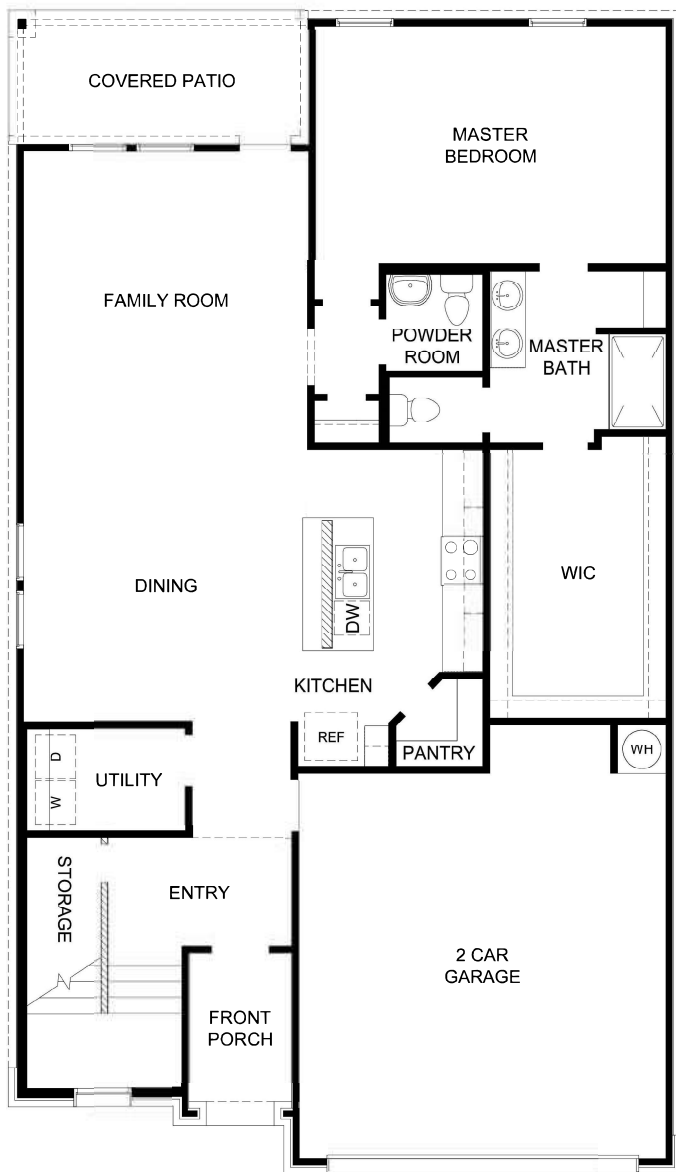 COVERED PATIO
MASTER
BEDROOM
FAMILY ROOM
POWDER
ROOM
MASTER
BATH
DINING
WIC
DW
KITCHEN
REF
PANTRY
WH
D
UTILITY
W
STORAGE
ENTRY
2 CAR
GARAGE
FRONT
PORCH